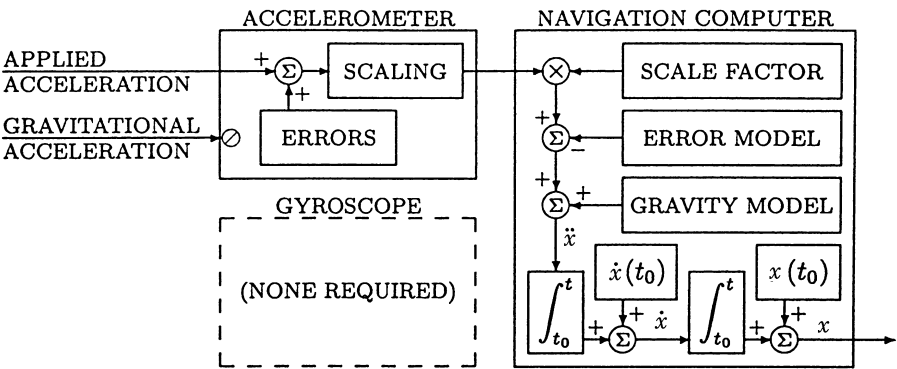 ACCELEROMETER
NAVIGATION COMPUTER
APPLIED
ACCELERATION
+
Σ
SCALING
×
SCALE FACTOR
+
ERRORS
GRAVITATIONAL
ACCELERATION
+
Σ
−
ERROR MODEL
+
+
Σ
GRAVITY MODEL
ẍ
GYROSCOPE
(NONE REQUIRED)
∫ t t₀
ẋ(t₀)
+
+
Σ
ẋ
∫ t t₀
x(t₀)
+
+
Σ
x